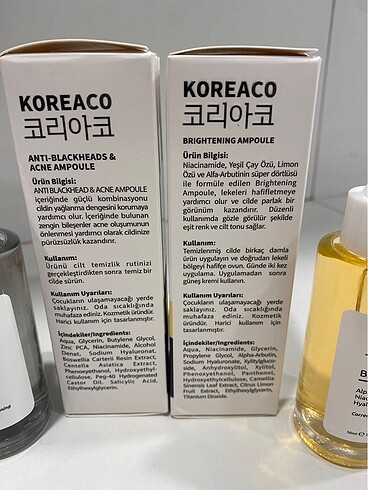 KOREACO
코리아코
ANTI-BLACKHEADS &
ACNE AMPOULE
Ürün Bilgisi:
ANTI BLACKHEAD & ACNE AMPOULE
içeriğinde güçlü kombinasyonu
cildin yağlanma dengesini korumaya
yardımcı olur. İçeriğinde bulunan
zengin bileşenler acne oluşumunun
önlenmesi yardımcı olarak cildinize
pürüzsüzlük kazandırır.
Kullanım:
Ürünü cilt temizlik rutinizi
gerçekleştirdikten sonra temiz bir
cilde sürün.
Kullanım Uyarıları:
Çocukların ulaşamayacağı yerde
saklayınız. Oda sıcaklığında
muhafaza ediniz. Kozmetik üründür.
Harici kullanım için tasarlanmıştır.
İçindekiler/Ingredients:
Aqua, Glycerin, Butylene Glycol,
Zinc PCA, Niacinamide, Alcohol
Denat, Sodium Hyaluronat,
Boswellia Carterii Resin Extract,
Centella Asiatica Extract,
Phenoxyethanol, Hydroxyethyl-
cellulose, Peg-40 Hydrogenated
Castor Oil, Salicylic Acid,
Ethylhexylglycerin.
KOREACO
코리아코
BRIGHTENING AMPOULE
Ürün Bilgisi:
Niacinamide, Yeşil Çay Özü, Limon
Özü ve Alfa-Arbutinin süper dörtlüsü
ile formüle edilen Brightening
Ampoule, lekeleri hafifletmeye
yardımcı olur ve cilde parlak bir
görünüm kazandırır. Düzenli
kullanımda gözle görülür şekilde
eşit renk ve cilt tonu sağlar.
Kullanım:
Temizlenmiş cilde birkaç damla
ürün uygulayın ve doğrudan lekeli
bölgeyi hafifçe ovun. Günde iki kez
uygulama. Uygulamadan sonra
güneş kremi kullanın.
Kullanım Uyarıları:
Çocukların ulaşamayacağı yerde
saklayınız. Oda sıcaklığında
muhafaza ediniz. Kozmetik üründür.
Harici kullanım için tasarlanmıştır.
İçindekiler/Ingredients:
Aqua, Niacinamide, Glycerin,
Propylene Glycol, Alpha-Arbutin,
Sodium Hyaluronate, Xylitylgluco-
side, Anhydroxylitol, Xylitol,
Phenoxyethanol, Panthenol,
Hydroxyethylcellulose, Camellia
Sinensis Leaf Extract, Citrus Limon
Fruit Extract, Ethylhexylglycerin,
Titanium Dioxide.
B
Alp
Niac
Hyal
Correc